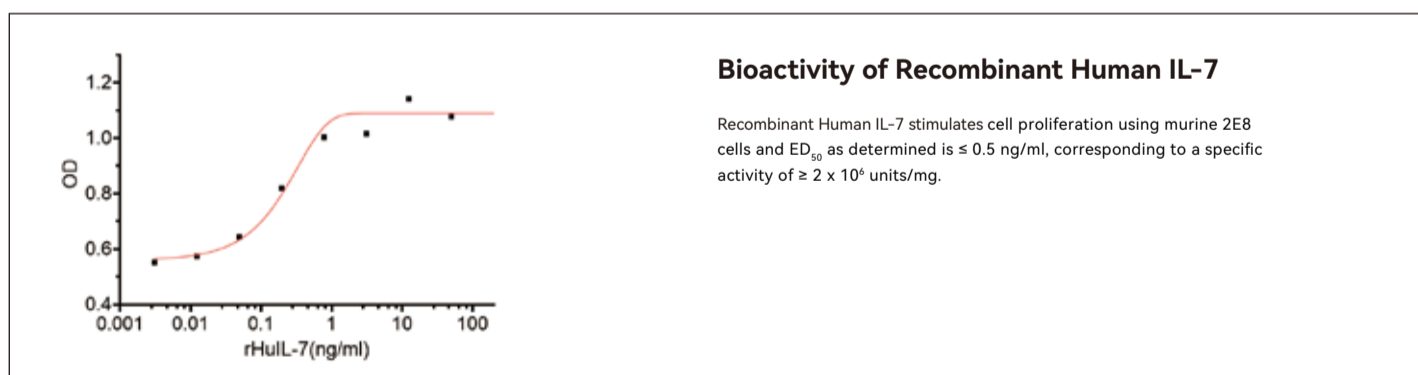 Bioactivity of Recombinant Human IL-7
Recombinant Human IL-7 stimulates cell proliferation using murine 2E8
cells and ED₅₀ as determined is ≤ 0.5 ng/ml, corresponding to a specific
activity of ≥ 2 x 10⁶ units/mg.
1.2
1.0
0.8
0.6
0.4
OD
0.001 0.01 0.1 1 10 100
rHuIL-7(ng/ml)